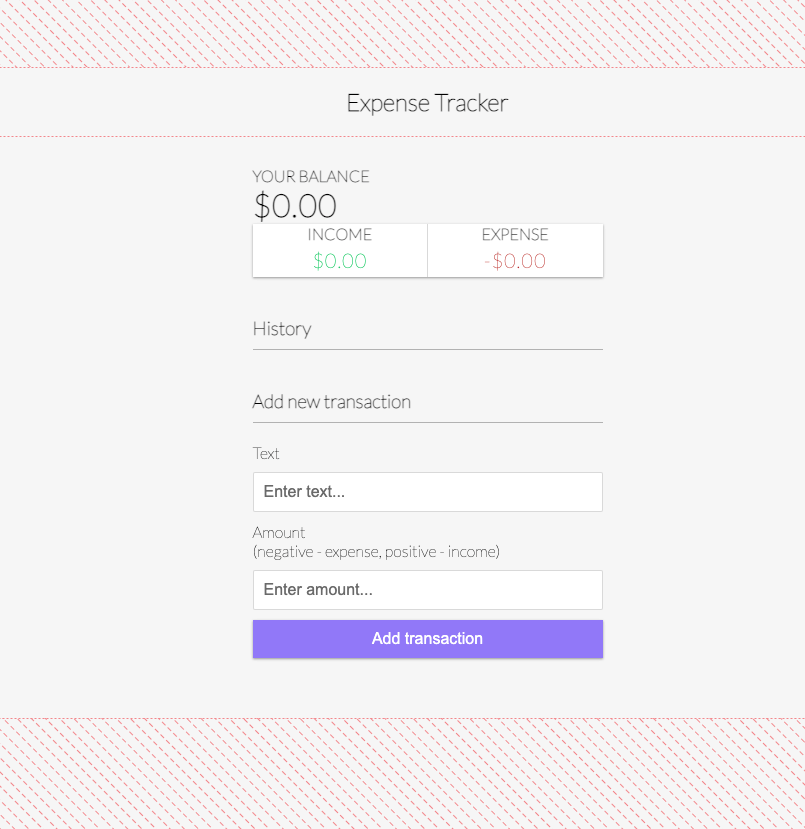 Expense Tracker
YOUR BALANCE
$0.00
INCOME
EXPENSE
$0.00
-$0.00
History
Add new transaction
Text
Enter text...
Amount
(negative - expense, positive - income)
Enter amount...
Add transaction